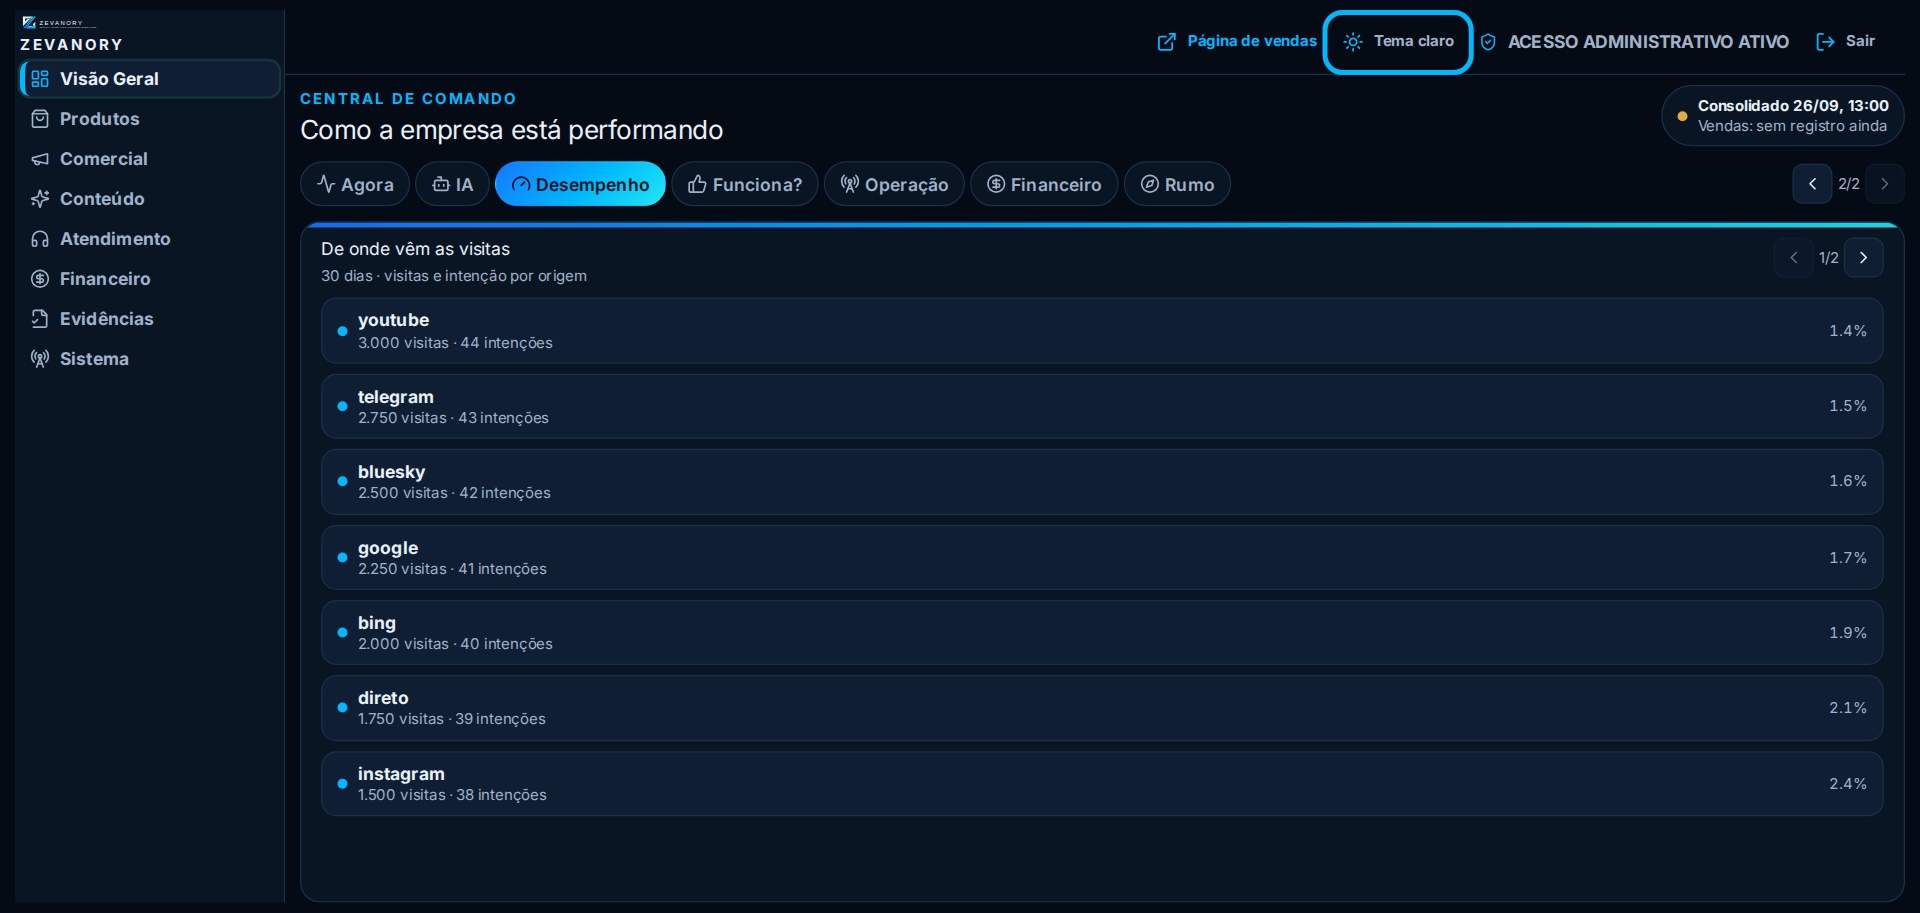 ZEVANORY
ZEVANORY
Visão Geral
Produtos
Comercial
Conteúdo
Atendimento
Financeiro
Evidências
Sistema
Página de vendas
Tema claro
ACESSO ADMINISTRATIVO ATIVO
Sair
CENTRAL DE COMANDO
Como a empresa está performando
Consolidado 26/09, 13:00
Vendas: sem registro ainda
Agora
IA
Desempenho
Funciona?
Operação
Financeiro
Rumo
2/2
De onde vêm as visitas
30 dias · visitas e intenção por origem
1/2
youtube
3.000 visitas · 44 intenções
1.4%
telegram
2.750 visitas · 43 intenções
1.5%
bluesky
2.500 visitas · 42 intenções
1.6%
google
2.250 visitas · 41 intenções
1.7%
bing
2.000 visitas · 40 intenções
1.9%
direto
1.750 visitas · 39 intenções
2.1%
instagram
1.500 visitas · 38 intenções
2.4%